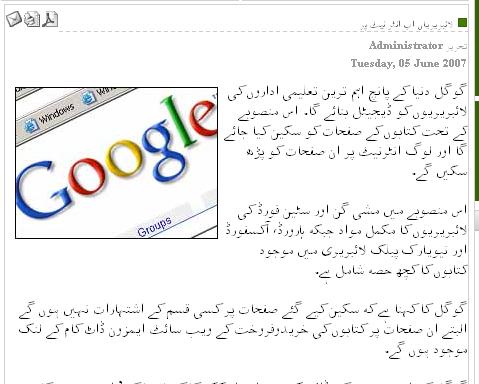 لائبریریاں اب انٹرنیٹ پر
تحریر Administrator
Tuesday, 05 June 2007
گوگل دنیا کے پانچ اہم ترین تعلیمی اداروں کی
لائبریریوں کو ڈیجیٹل بنائے گا۔ اس منصوبے
کے تحت کتابوں کے صفحات کو سکین کیا جائے
گا اور لوگ انٹرنیٹ پر ان صفحات کو پڑھ
سکیں گے۔
Windows
Windows
Google
Groups
اس منصوبے میں مشی گن اور سٹین فورڈ کی
لائبریریوں کا مکمل مواد جبکہ ہارورڈ، آکسفورڈ
اور نیویارک پبلک لائبریری میں موجود
کتابوں کا کچھ حصہ شامل ہے۔
گوگل کا کہنا ہے کہ سکین کیے گئے صفحات پر کسی قسم کے اشتہارات نہیں ہوں گے
البتے ان صفحات پر کتابوں کی خریدوفروخت کے ویب سائٹ ایمزون ڈاٹ کام کے لنک
موجود ہوں گے۔